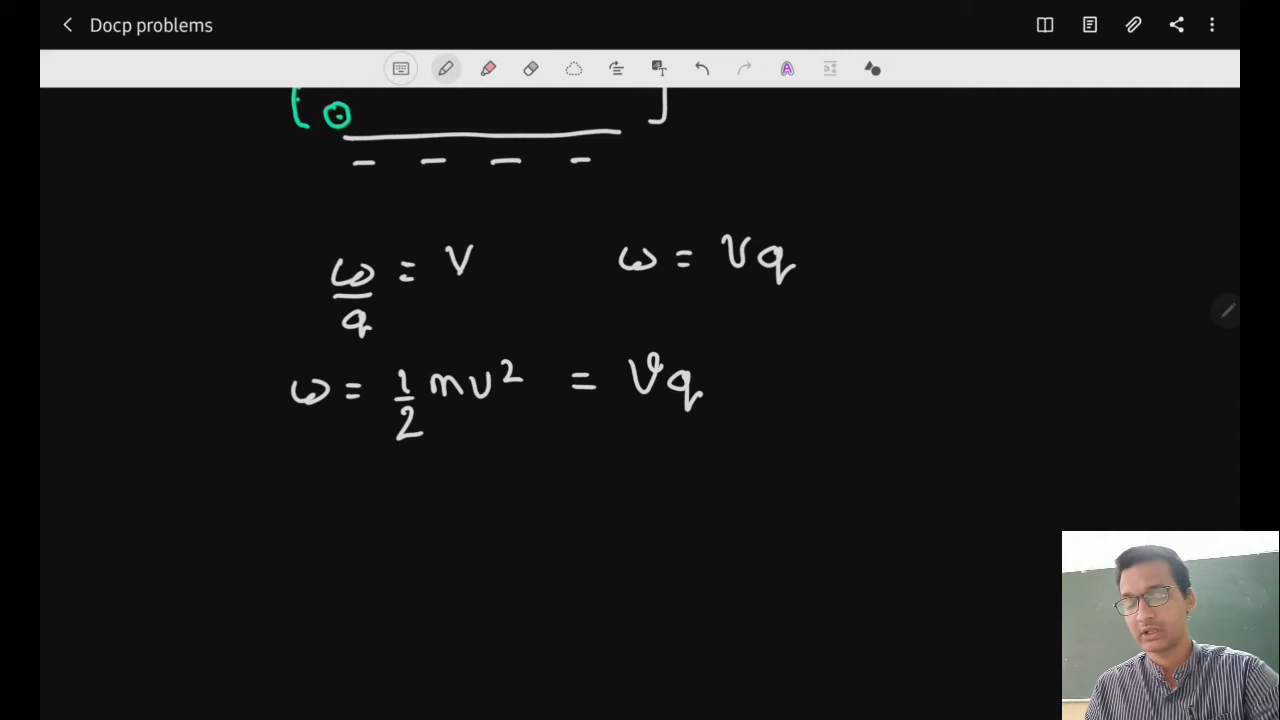 Docp problems
- - - -
ω/q = V    ω = Vq
ω = 1/2 mv² = Vq